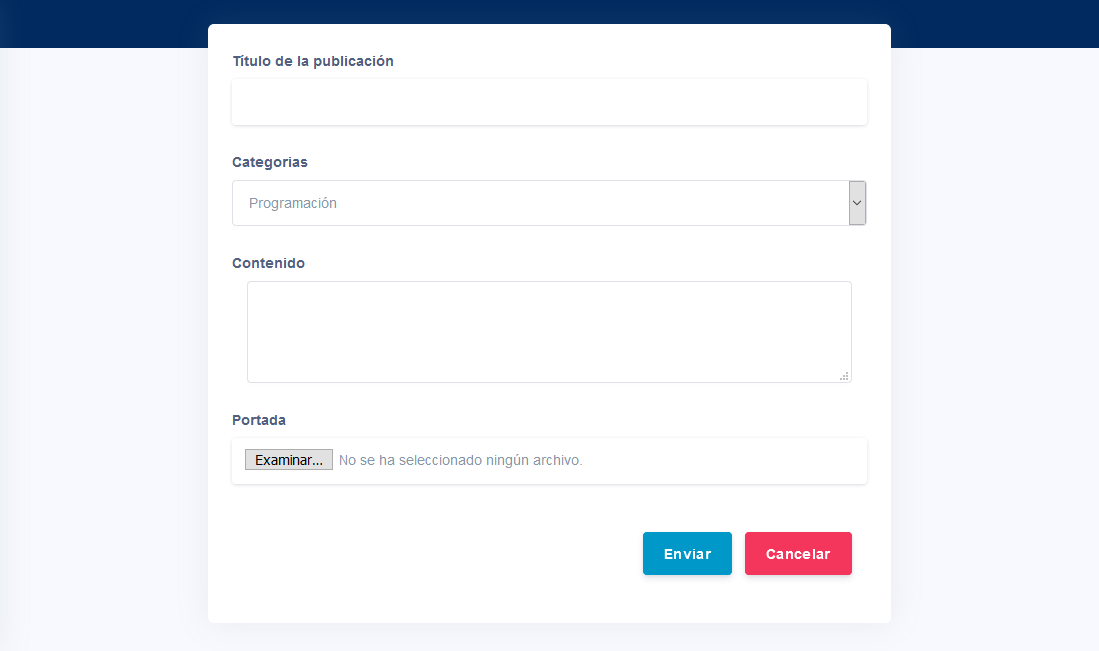 Título de la publicación
Categorias
Programación
Contenido
Portada
Examinar... No se ha seleccionado ningún archivo.
Enviar Cancelar